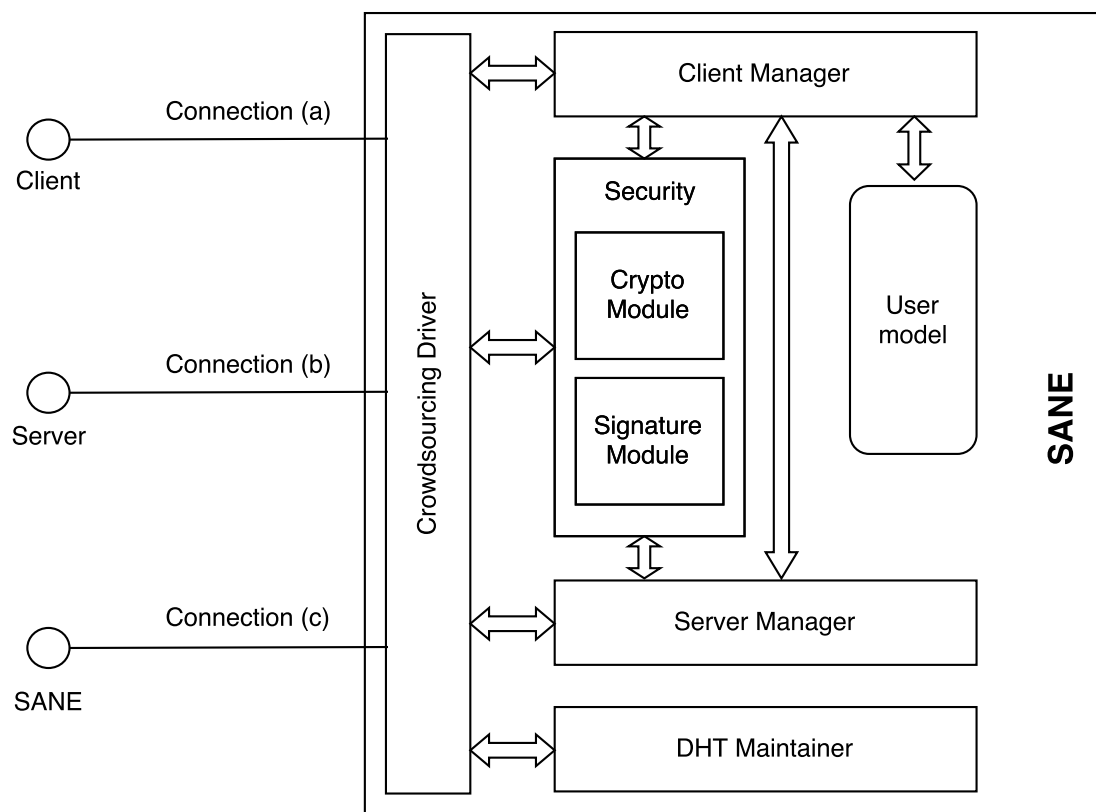 Client Manager
Connection (a)
Client
Security
Crypto
Module
User
model
Connection (b)
Server
Crowdsourcing Driver
Signature
Module
SANE
Connection (c)
Server Manager
SANE
DHT Maintainer